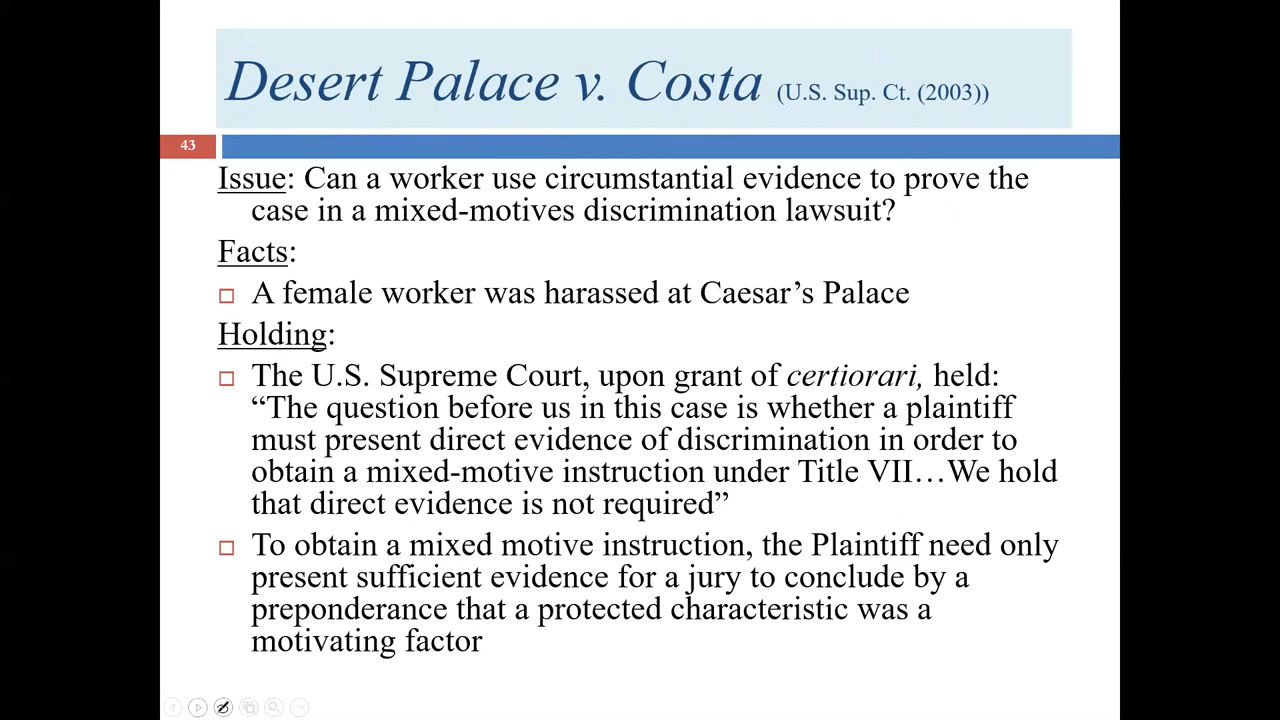 Desert Palace v. Costa (U.S. Sup. Ct. (2003))
43
Issue: Can a worker use circumstantial evidence to prove the
case in a mixed-motives discrimination lawsuit?
Facts:
A female worker was harassed at Caesar’s Palace
Holding:
The U.S. Supreme Court, upon grant of certiorari, held:
“The question before us in this case is whether a plaintiff
must present direct evidence of discrimination in order to
obtain a mixed-motive instruction under Title VII…We hold
that direct evidence is not required”
To obtain a mixed motive instruction, the Plaintiff need only
present sufficient evidence for a jury to conclude by a
preponderance that a protected characteristic was a
motivating factor